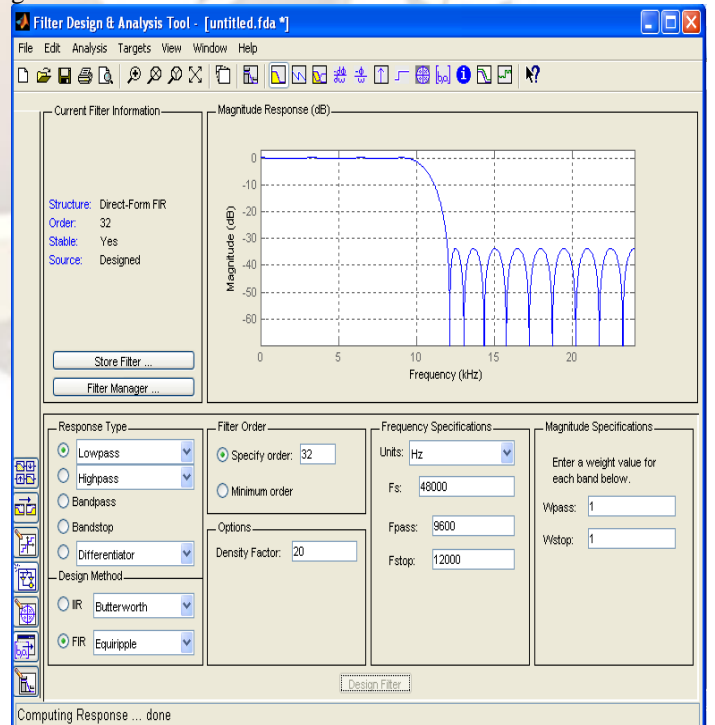 Filter Design & Analysis Tool - [untitled.fda *]
File Edit Analysis Targets View Window Help
Current Filter Information
Structure: Direct-Form FIR
Order: 32
Stable: Yes
Source: Designed
Store Filter ...
Filter Manager ...
Magnitude Response (dB)
Magnitude (dB)
0
-10
-20
-30
-40
-50
-60
0 5 10 15 20
Frequency (kHz)
Response Type
Lowpass
Highpass
Bandpass
Bandstop
Differentiator
Design Method
IIR Butterworth
FIR Equiripple
Filter Order
Specify order: 32
Minimum order
Options
Density Factor: 20
Frequency Specifications
Units: Hz
Fs: 48000
Fpass: 9600
Fstop: 12000
Magnitude Specifications
Enter a weight value for
each band below.
Wpass: 1
Wstop: 1
Design Filter
Computing Response ... done